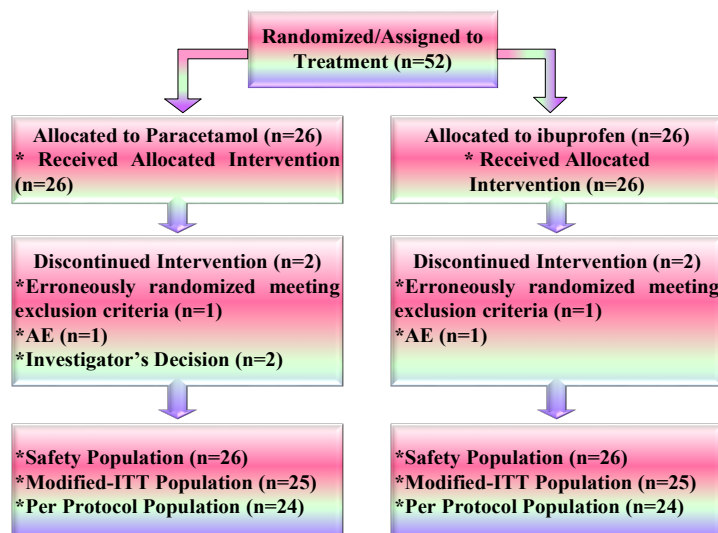 Randomized/Assigned to
Treatment (n=52)
Allocated to Paracetamol (n=26)
* Received Allocated Intervention
(n=26)
Allocated to ibuprofen (n=26)
* Received Allocated
Intervention (n=26)
Discontinued Intervention (n=2)
*Erroneously randomized meeting
exclusion criteria (n=1)
*AE (n=1)
*Investigator's Decision (n=2)
Discontinued Intervention (n=2)
*Erroneously randomized meeting
exclusion criteria (n=1)
*AE (n=1)
*Safety Population (n=26)
*Modified-ITT Population (n=25)
*Per Protocol Population (n=24)
*Safety Population (n=26)
*Modified-ITT Population (n=25)
*Per Protocol Population (n=24)